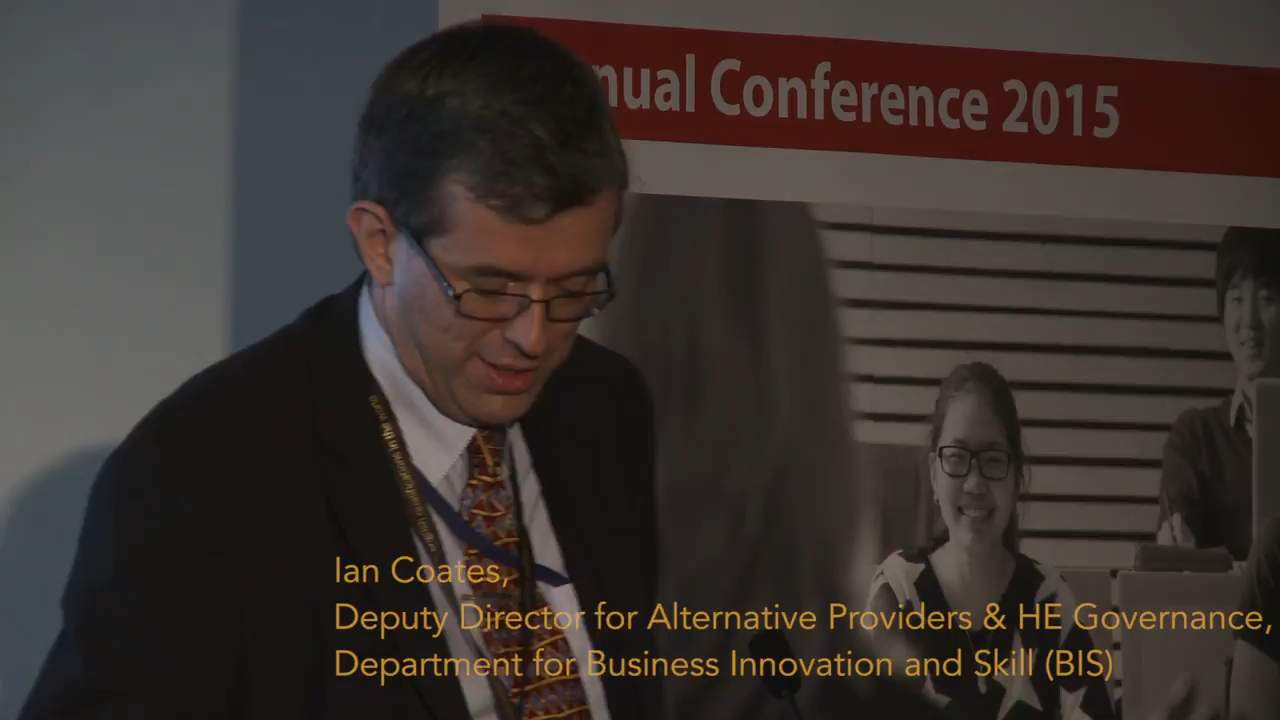 nual Conference 2015
Ian Coates,
Deputy Director for Alternative Providers & HE Governance,
Department for Business Innovation and Skill (BIS)